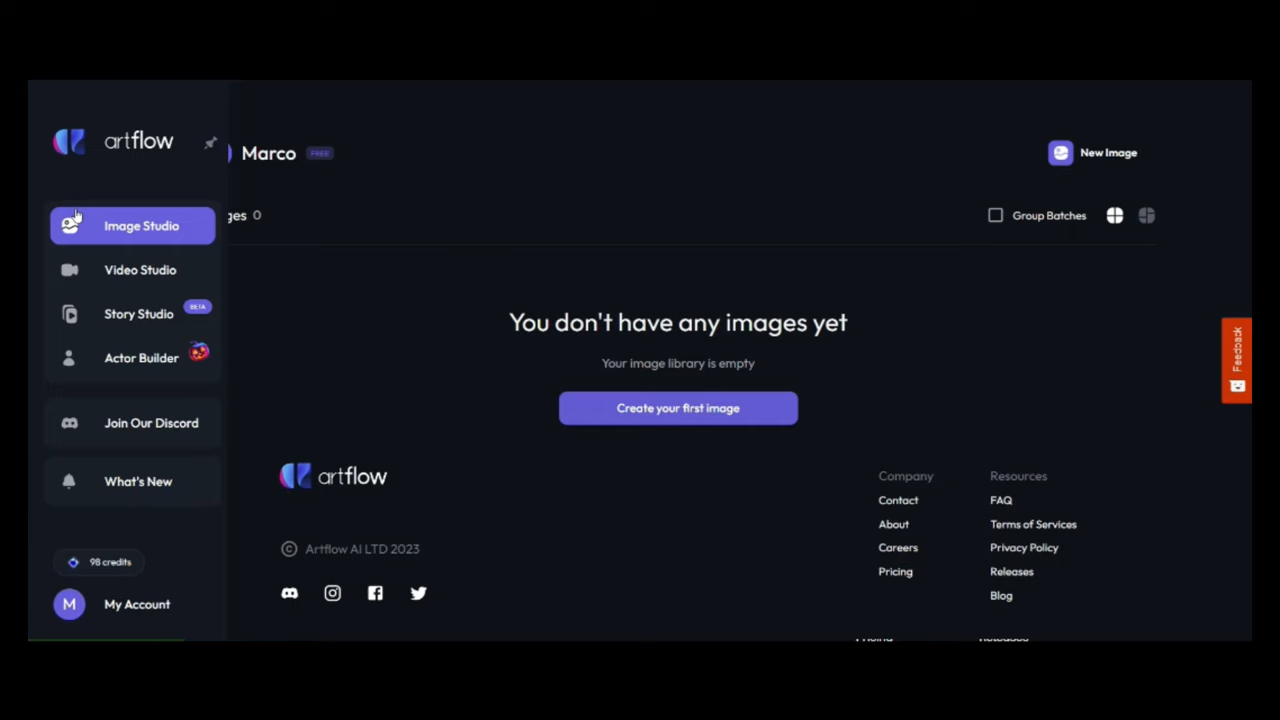 artflow
Image Studio
Video Studio
Story Studio BETA
Actor Builder
Join Our Discord
What's New
98 credits
M My Account
Marco FREE
New Image
ges 0
Group Batches
You don't have any images yet
Your image library is empty
Create your first image
artflow
© Artflow AI LTD 2023
Company
Contact
About
Careers
Pricing
Resources
FAQ
Terms of Services
Privacy Policy
Releases
Blog
Feedback